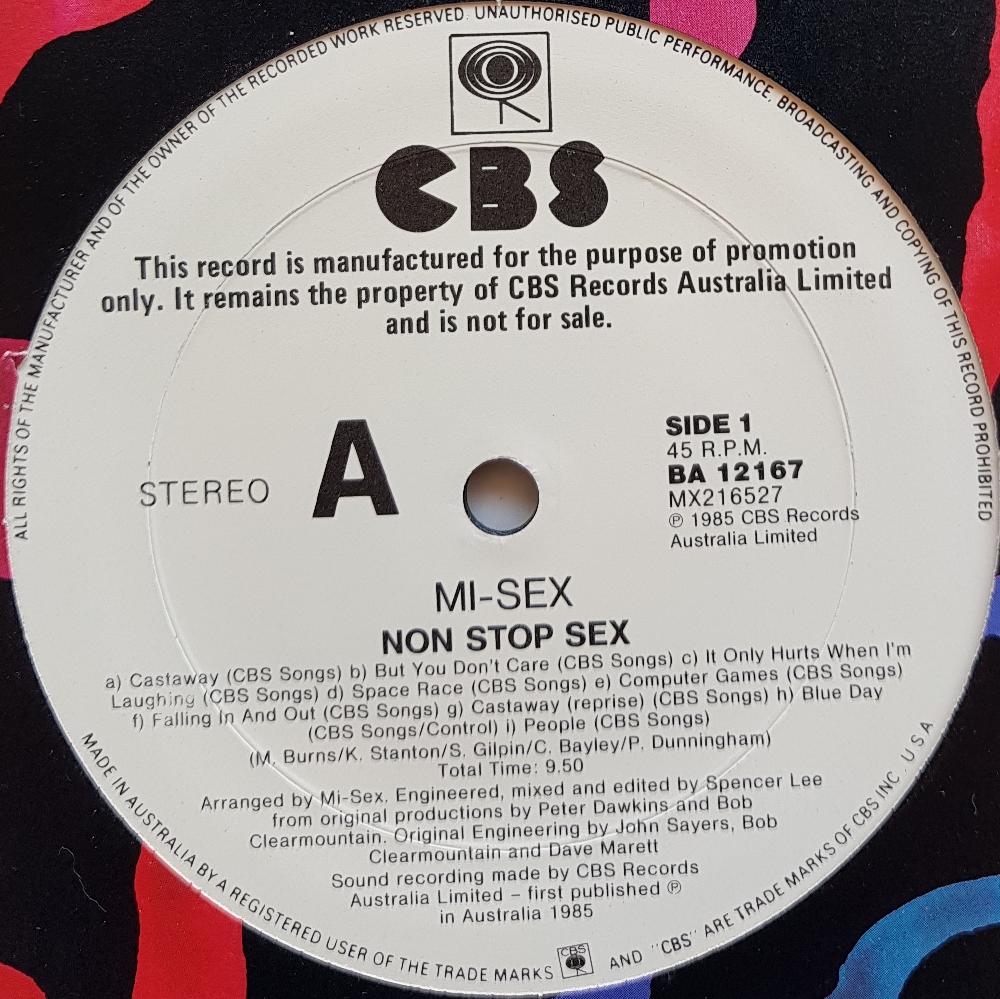 ALL RIGHTS OF THE MANUFACTURER AND OF THE OWNER OF THE RECORDED WORK RESERVED. UNAUTHORISED PUBLIC PERFORMANCE, BROADCASTING AND COPYING OF THIS RECORD PROHIBITED
CBS
This record is manufactured for the purpose of promotion
only. It remains the property of CBS Records Australia Limited
and is not for sale.
STEREO
A
SIDE 1
45 R.P.M.
BA 12167
MX216527
℗ 1985 CBS Records
Australia Limited
MI-SEX
NON STOP SEX
a) Castaway (CBS Songs) b) But You Don't Care (CBS Songs) c) It Only Hurts When I'm
Laughing (CBS Songs) d) Space Race (CBS Songs) e) Computer Games (CBS Songs)
f) Falling In And Out (CBS Songs) g) Castaway (reprise) (CBS Songs) h) Blue Day
(CBS Songs/Control) i) People (CBS Songs)
(M. Burns/K. Stanton/S. Gilpin/C. Bayley/P. Dunningham)
Total Time: 9.50
Arranged by Mi-Sex. Engineered, mixed and edited by Spencer Lee
from original productions by Peter Dawkins and Bob
Clearmountain. Original Engineering by John Sayers, Bob
Clearmountain and Dave Marett
Sound recording made by CBS Records
Australia Limited – first published ℗
in Australia 1985
MADE IN AUSTRALIA BY A REGISTERED USER OF THE TRADE MARKS CBS AND "CBS" ARE TRADE MARKS OF CBS INC. U S A